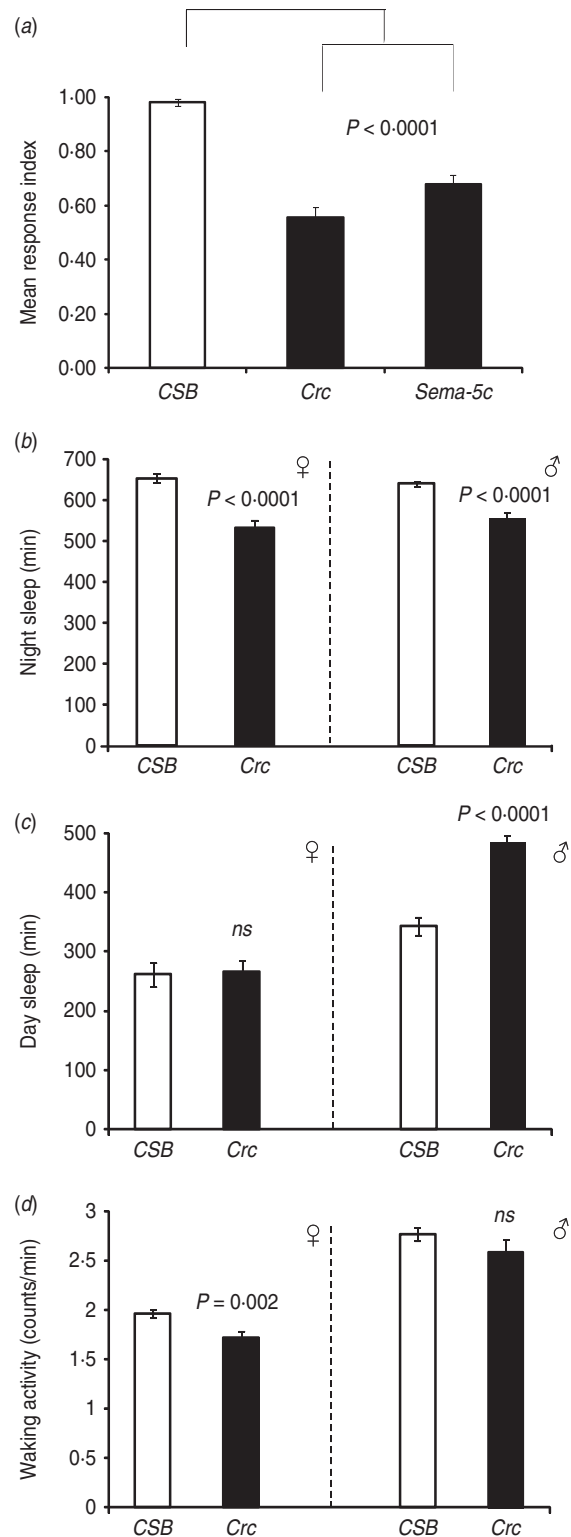 (a)
Mean response index
1·00
0·80
0·60
0·40
0·20
0·00
P < 0·0001
CSB Crc Sema-5c
(b)
Night sleep (min)
700
600
500
400
300
200
100
0
♀ ♂
P < 0·0001 P < 0·0001
CSB Crc CSB Crc
(c)
Day sleep (min)
500
400
300
200
100
0
P < 0·0001
♀ ♂
ns
CSB Crc CSB Crc
(d)
Waking activity (counts/min)
3
2·5
2
1·5
1
0·5
0
ns
♀ ♂
P = 0·002
CSB Crc CSB Crc